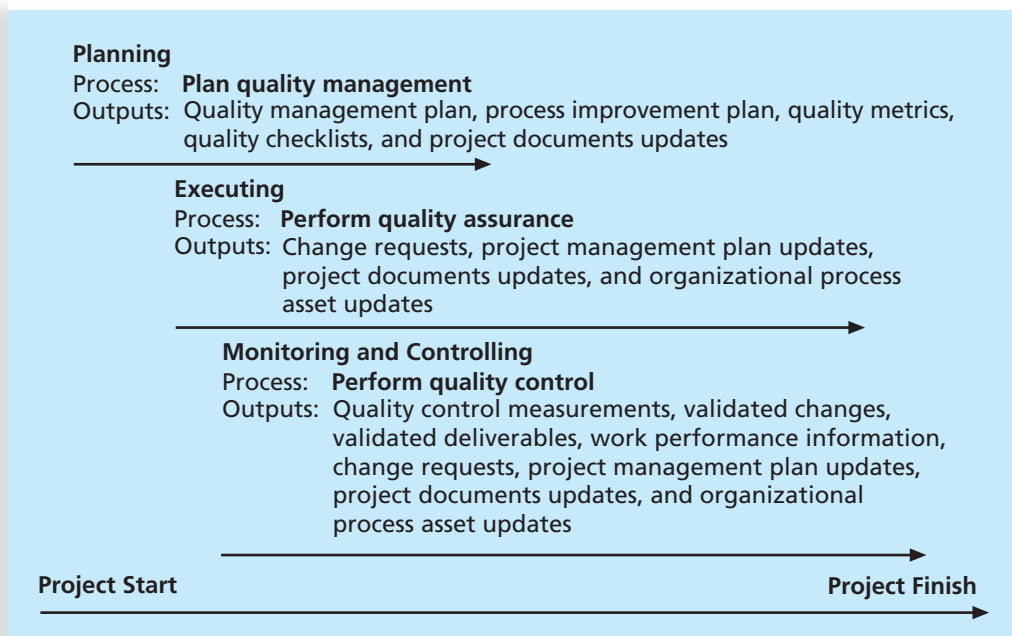 Planning
Process: Plan quality management
Outputs: Quality management plan, process improvement plan, quality metrics,
quality checklists, and project documents updates
Executing
Process: Perform quality assurance
Outputs: Change requests, project management plan updates,
project documents updates, and organizational process
asset updates
Monitoring and Controlling
Process: Perform quality control
Outputs: Quality control measurements, validated changes,
validated deliverables, work performance information,
change requests, project management plan updates,
project documents updates, and organizational
process asset updates
Project Start Project Finish